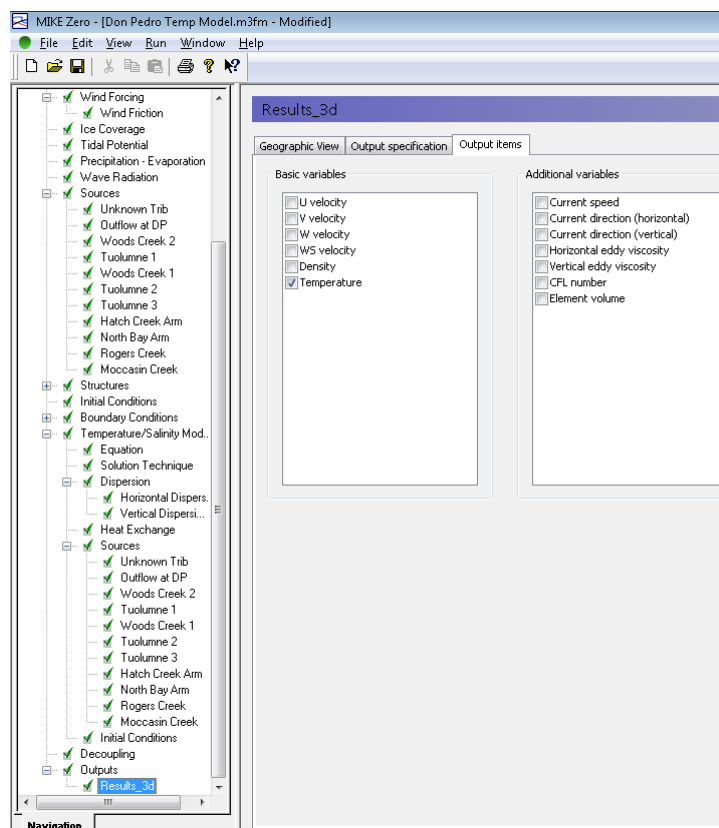 MIKE Zero - [Don Pedro Temp Model.m3fm - Modified]
File Edit View Run Window Help
Wind Forcing
Wind Friction
Ice Coverage
Tidal Potential
Precipitation - Evaporation
Wave Radiation
Sources
Unknown Trib
Outflow at DP
Woods Creek 2
Tuolumne 1
Woods Creek 1
Tuolumne 2
Tuolumne 3
Hatch Creek Arm
North Bay Arm
Rogers Creek
Moccasin Creek
Structures
Initial Conditions
Boundary Conditions
Temperature/Salinity Mod..
Equation
Solution Technique
Dispersion
Horizontal Dispers.
Vertical Dispersi...
Heat Exchange
Sources
Unknown Trib
Outflow at DP
Woods Creek 2
Tuolumne 1
Woods Creek 1
Tuolumne 2
Tuolumne 3
Hatch Creek Arm
North Bay Arm
Rogers Creek
Moccasin Creek
Initial Conditions
Decoupling
Outputs
Results_3d
Navigation
Results_3d
Geographic View Output specification Output items
Basic variables
U velocity
V velocity
W velocity
WS velocity
Density
Temperature
Additional variables
Current speed
Current direction (horizontal)
Current direction (vertical)
Horizontal eddy viscosity
Vertical eddy viscosity
CFL number
Element volume